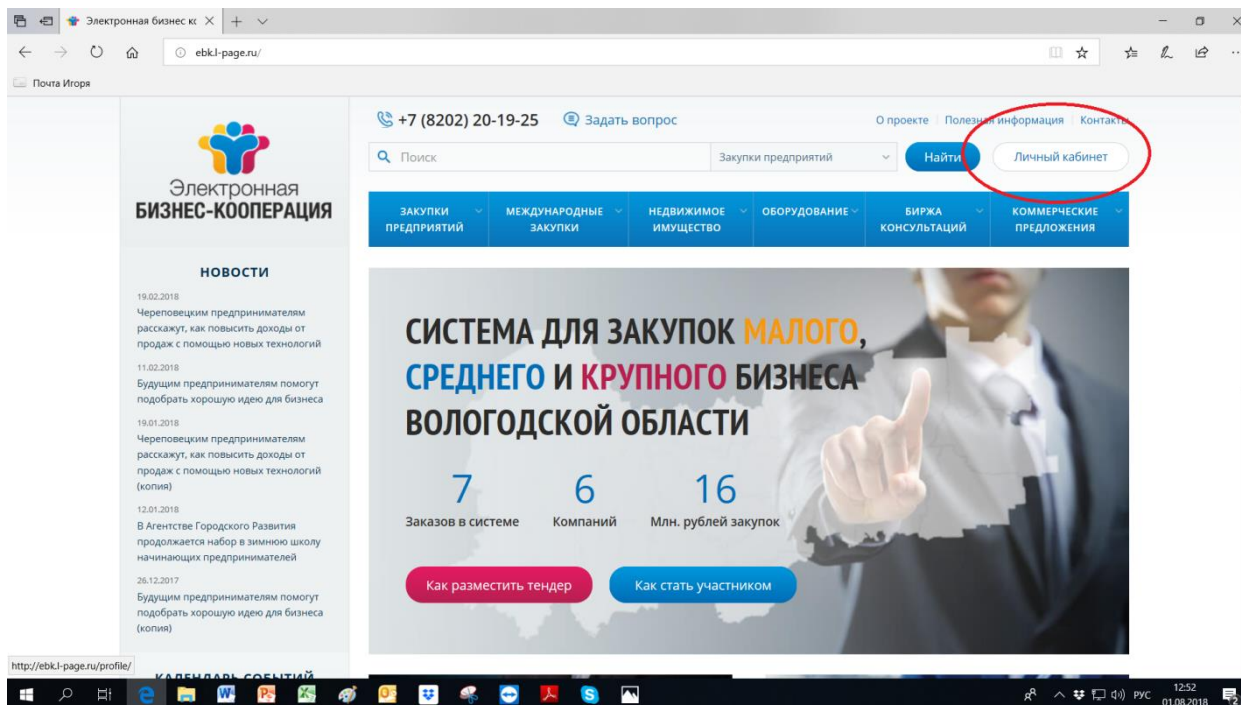 Электронная бизнес кс
ebk.l-page.ru/
Почта Игоря
Электронная
БИЗНЕС-КООПЕРАЦИЯ
+7 (8202) 20-19-25 Задать вопрос О проекте Полезная информация Контакты
Поиск Закупки предприятий Найти Личный кабинет
ЗАКУПКИ
ПРЕДПРИЯТИЙ
МЕЖДУНАРОДНЫЕ
ЗАКУПКИ
НЕДВИЖИМОЕ
ИМУЩЕСТВО
ОБОРУДОВАНИЕ
БИРЖА
КОНСУЛЬТАЦИЙ
КОММЕРЧЕСКИЕ
ПРЕДЛОЖЕНИЯ
НОВОСТИ
19.02.2018
Череповецким предпринимателям
расскажут, как повысить доходы от
продаж с помощью новых технологий
11.02.2018
Будущим предпринимателям помогут
подобрать хорошую идею для бизнеса
19.01.2018
Череповецким предпринимателям
расскажут, как повысить доходы от
продаж с помощью новых технологий
(копия)
12.01.2018
В Агентстве Городского Развития
продолжается набор в зимнюю школу
начинающих предпринимателей
26.12.2017
Будущим предпринимателям помогут
подобрать хорошую идею для бизнеса
(копия)
КАЛЕНДАРЬ СОБЫТИЙ
СИСТЕМА ДЛЯ ЗАКУПОК МАЛОГО,
СРЕДНЕГО И КРУПНОГО БИЗНЕСА
ВОЛОГОДСКОЙ ОБЛАСТИ
7 6 16
Заказов в системе Компаний Млн. рублей закупок
Как разместить тендер Как стать участником
http://ebk.l-page.ru/profile/
РУС 12:52
01.08.2018